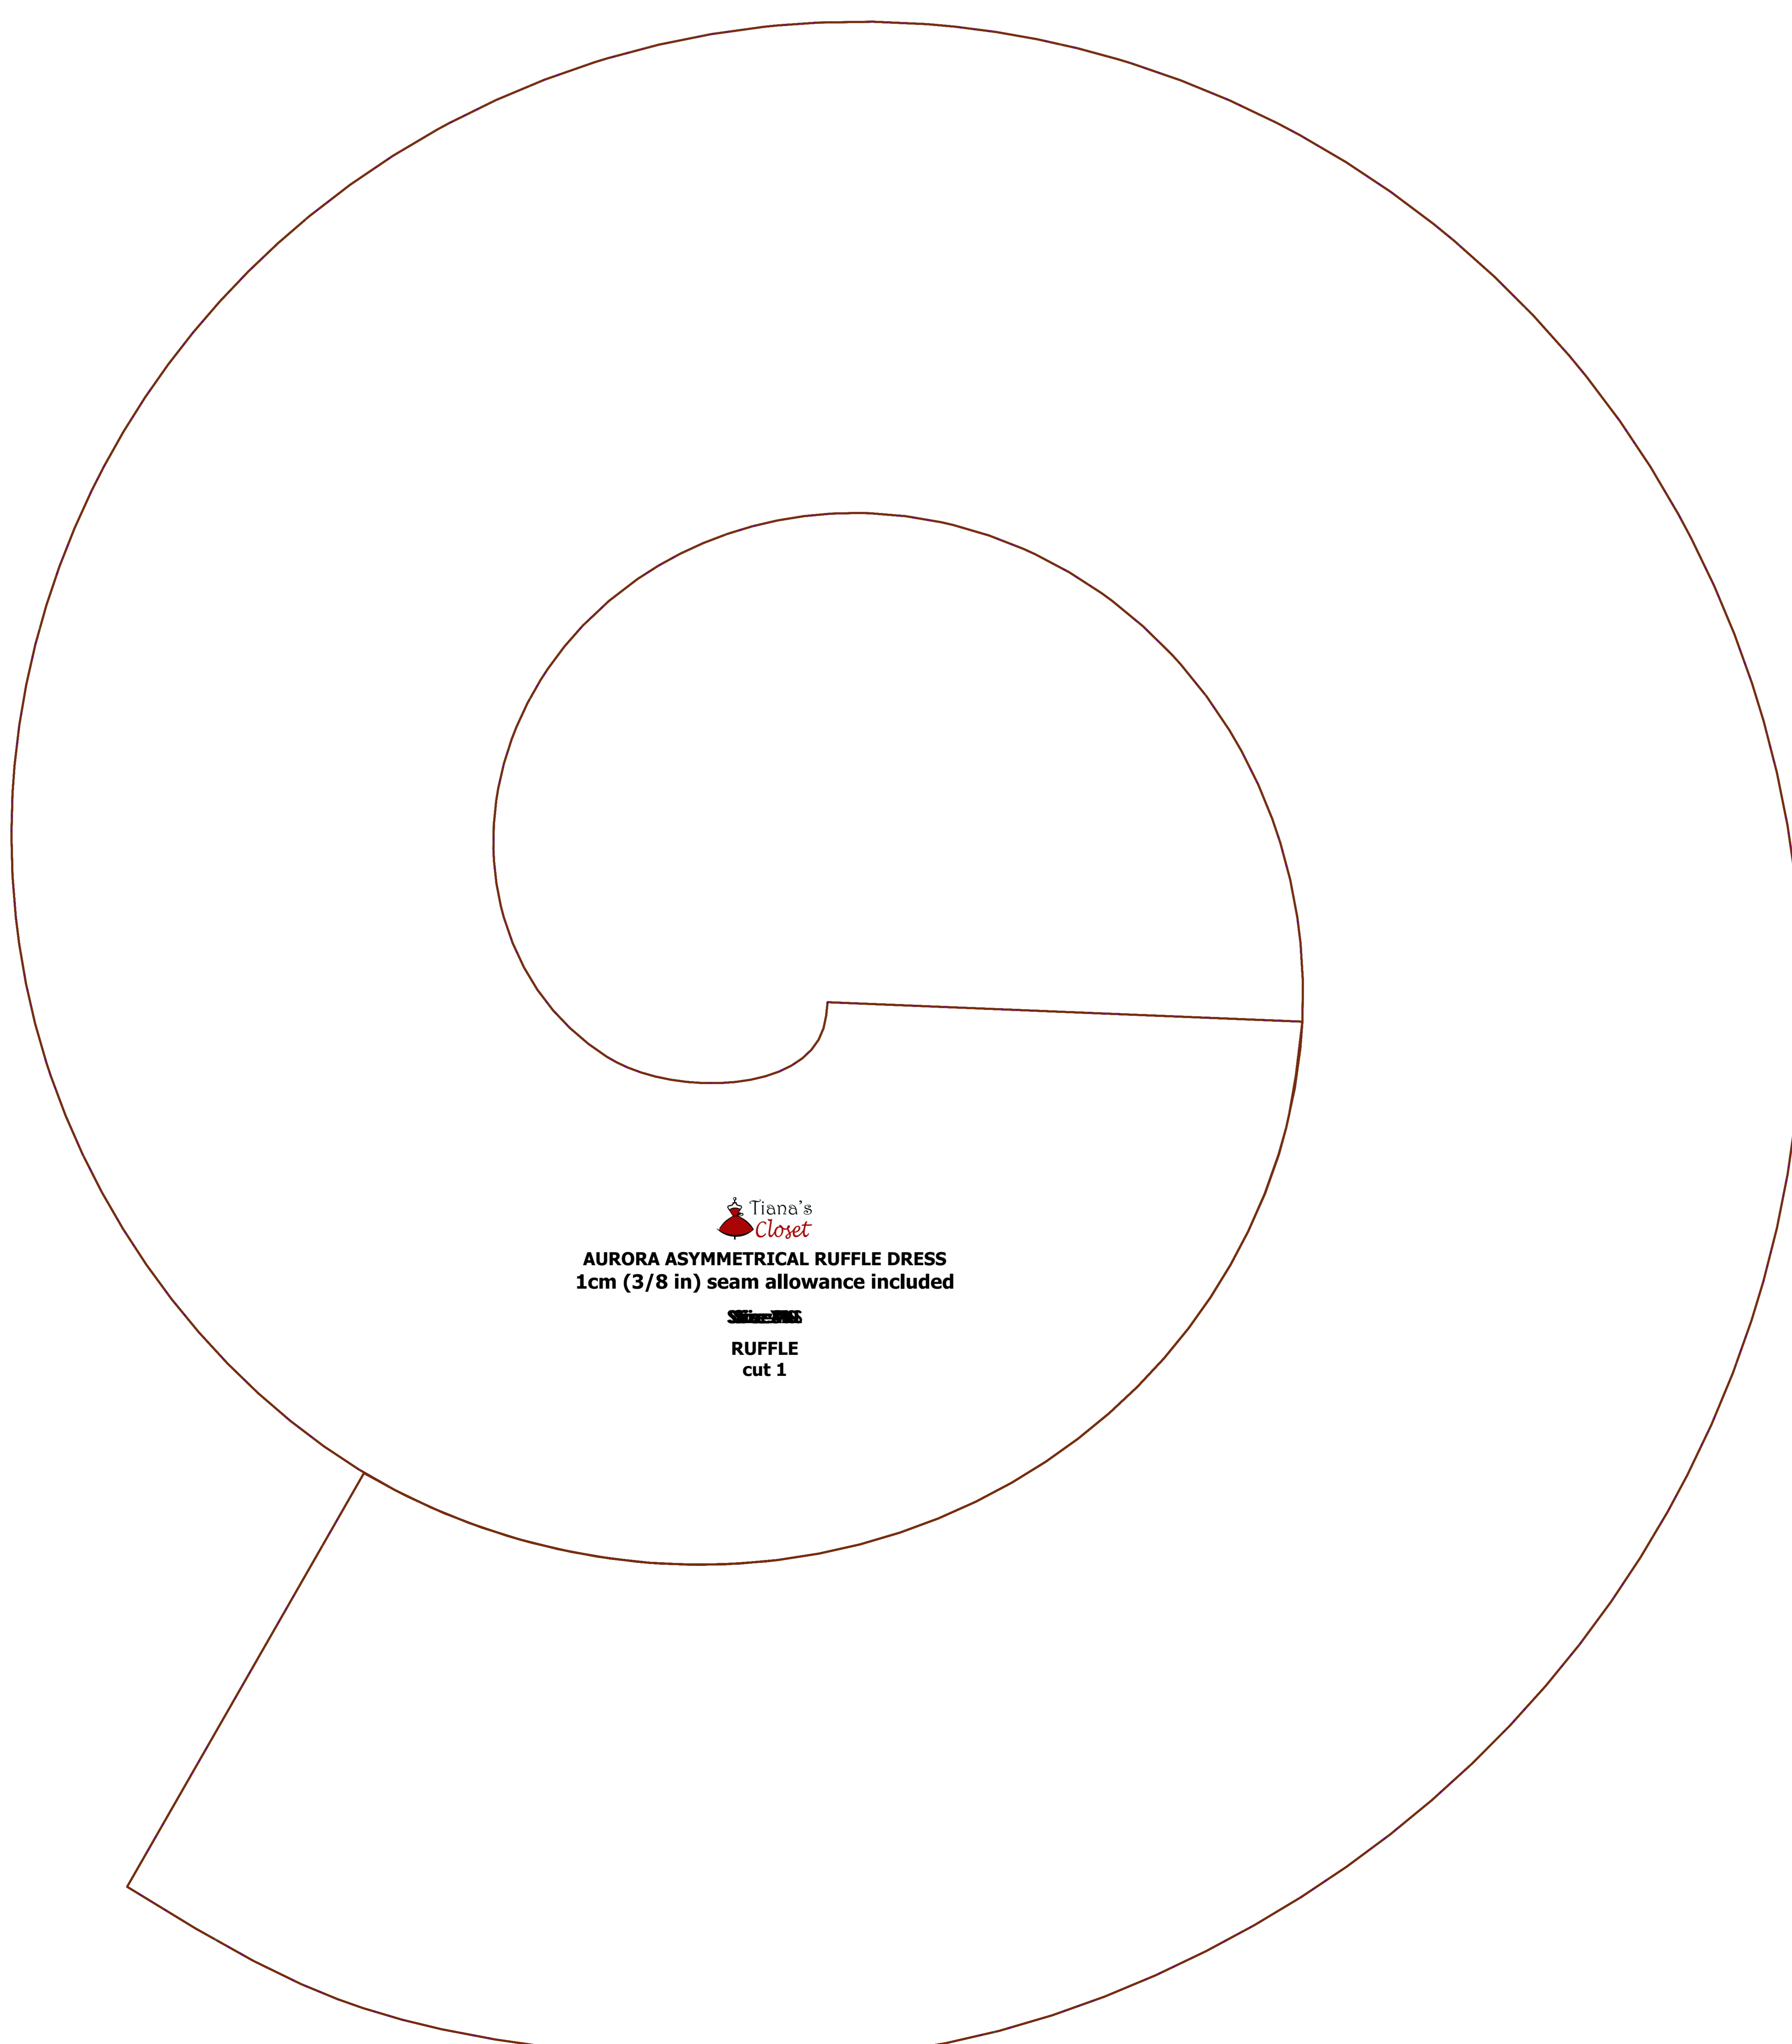 Tiana's
Closet
AURORA ASYMMETRICAL RUFFLE DRESS
1cm (3/8 in) seam allowance included
RUFFLE
cut 1